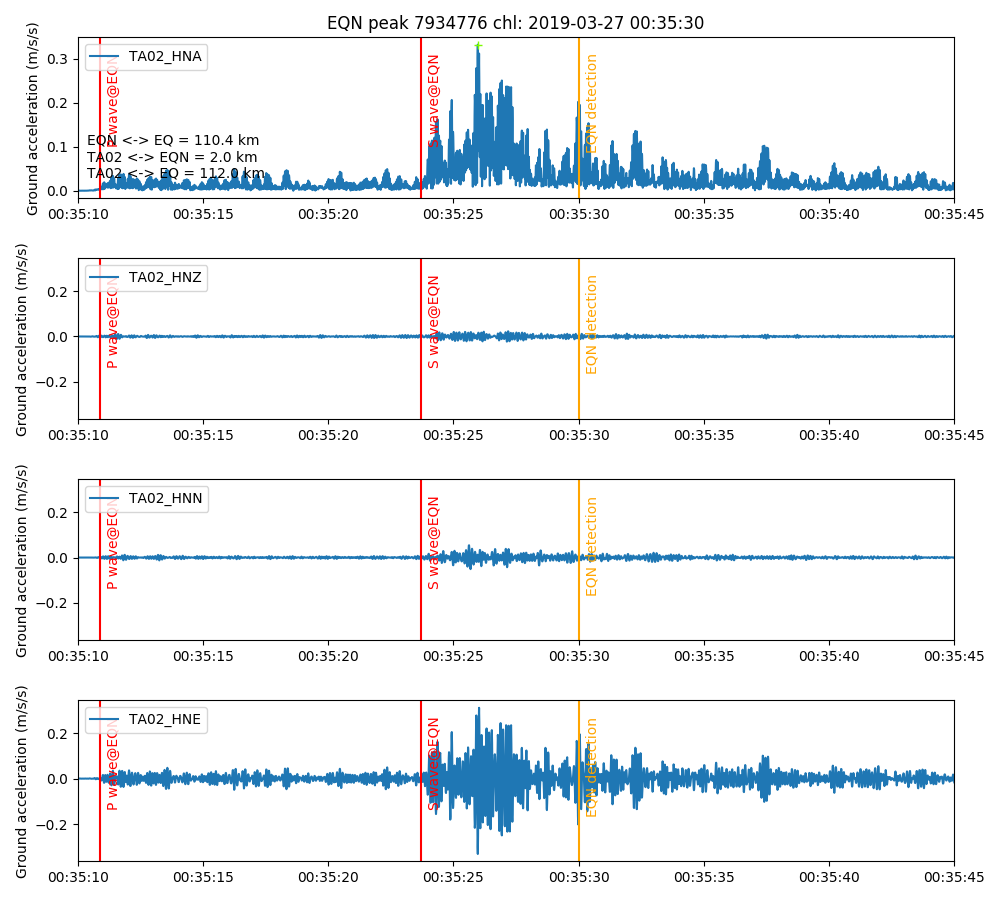 EQN peak 7934776 chl: 2019-03-27 00:35:30
Ground acceleration (m/s/s)
0.3
0.2
0.1
0.0
TA02_HNA
P wave@EQN
S wave@EQN
EQN detection
EQN <-> EQ = 110.4 km
TA02 <-> EQN = 2.0 km
TA02 <-> EQ = 112.0 km
00:35:10 00:35:15 00:35:20 00:35:25 00:35:30 00:35:35 00:35:40 00:35:45
Ground acceleration (m/s/s)
0.2
0.0
−0.2
TA02_HNZ
P wave@EQN
S wave@EQN
EQN detection
00:35:10 00:35:15 00:35:20 00:35:25 00:35:30 00:35:35 00:35:40 00:35:45
Ground acceleration (m/s/s)
0.2
0.0
−0.2
TA02_HNN
P wave@EQN
S wave@EQN
EQN detection
00:35:10 00:35:15 00:35:20 00:35:25 00:35:30 00:35:35 00:35:40 00:35:45
Ground acceleration (m/s/s)
0.2
0.0
−0.2
TA02_HNE
P wave@EQN
S wave@EQN
EQN detection
00:35:10 00:35:15 00:35:20 00:35:25 00:35:30 00:35:35 00:35:40 00:35:45